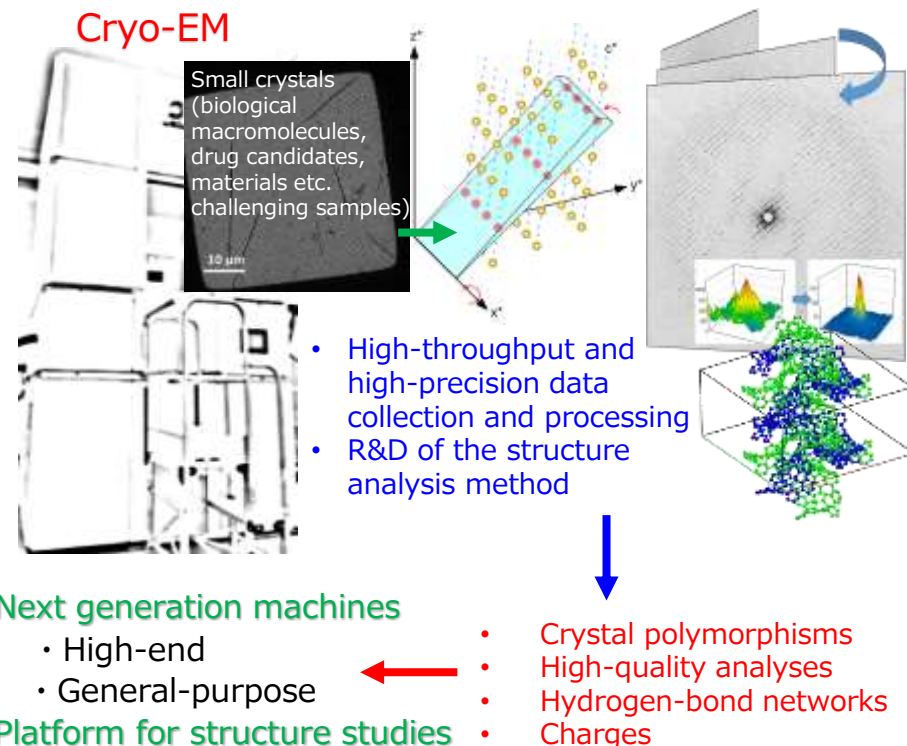 Cryo-EM
Small crystals
(biological
macromolecules,
drug candidates,
materials etc.
challenging samples)
10 μm
z*
c*
y*
x*
• High-throughput and
high-precision data
collection and processing
• R&D of the structure
analysis method
Next generation machines
・High-end
・General-purpose
Platform for structure studies
• Crystal polymorphisms
• High-quality analyses
• Hydrogen-bond networks
• Charges